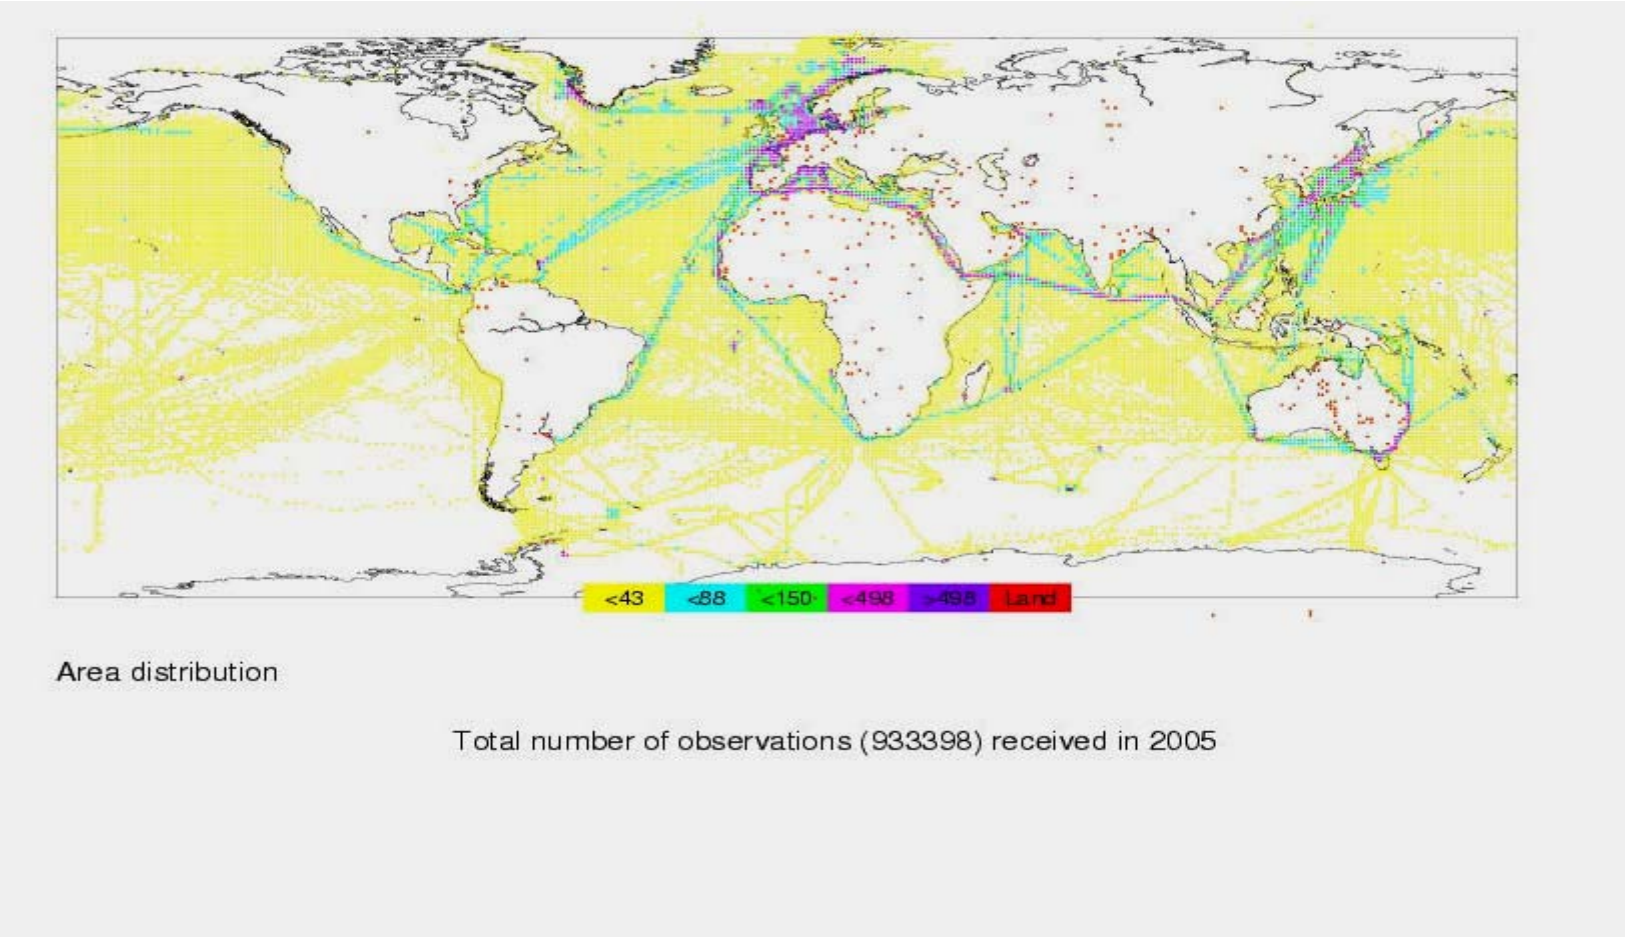 <43 <88 <150 <498 >498 Land
Area distribution
Total number of observations (933398) received in 2005